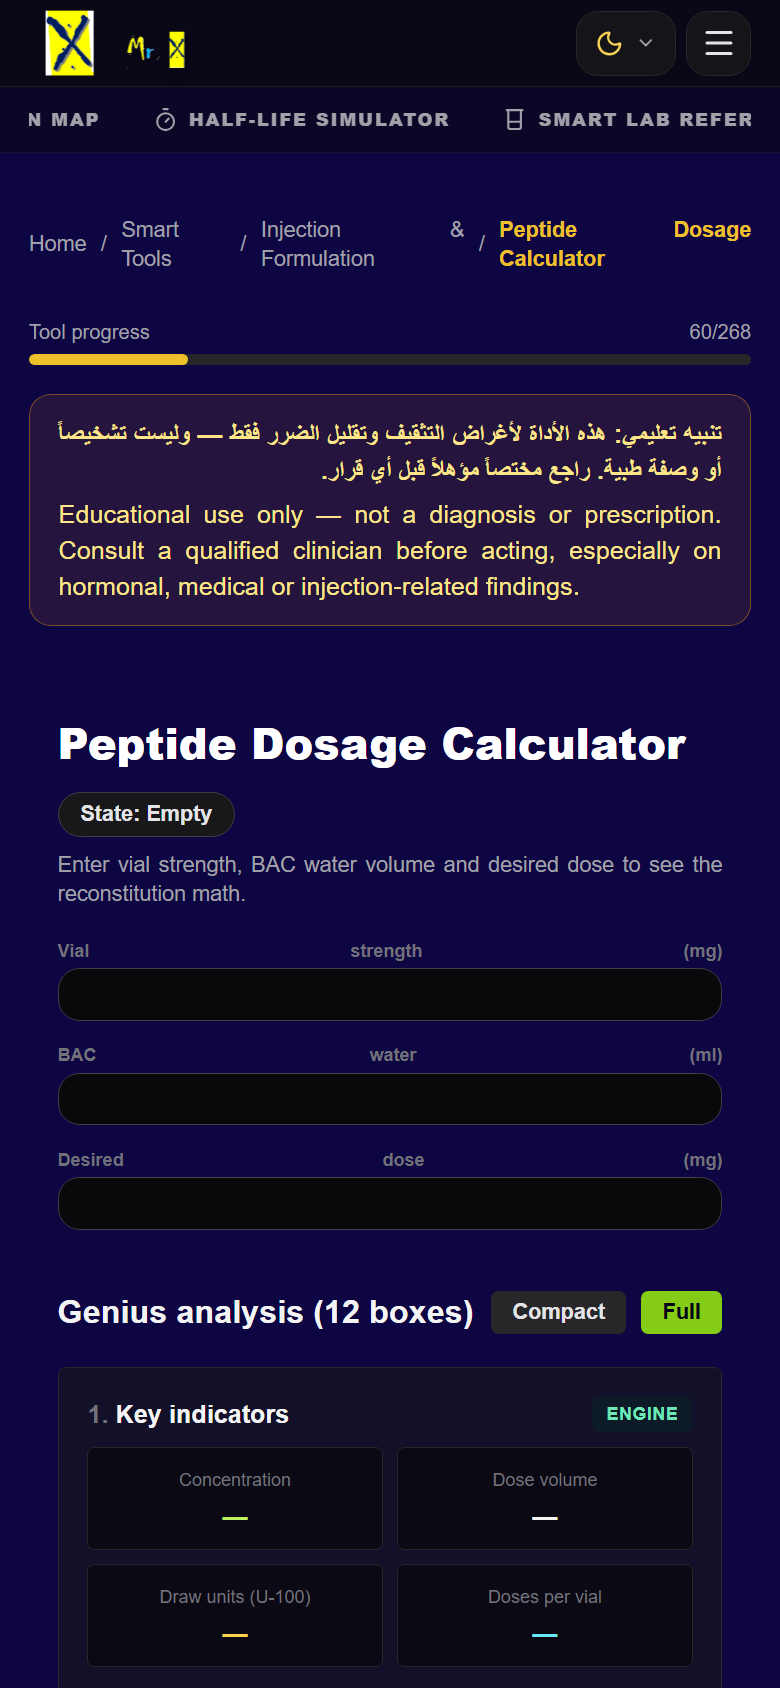 X Mr. X
N MAP HALF-LIFE SIMULATOR SMART LAB REFER
Home / Smart Tools / Injection & Formulation / Peptide Dosage Calculator
Tool progress 60/268
تنبيه تعليمي: هذه الأداة لأغراض التثقيف وتقليل الضرر فقط — وليست تشخيصاً
أو وصفة طبية. راجع مختصاً مؤهلاً قبل أي قرار.
Educational use only — not a diagnosis or prescription.
Consult a qualified clinician before acting, especially on
hormonal, medical or injection-related findings.
Peptide Dosage Calculator
State: Empty
Enter vial strength, BAC water volume and desired dose to see the
reconstitution math.
Vial strength (mg)
BAC water (ml)
Desired dose (mg)
Genius analysis (12 boxes) Compact Full
1. Key indicators ENGINE
Concentration Dose volume
— —
Draw units (U-100) Doses per vial
— —